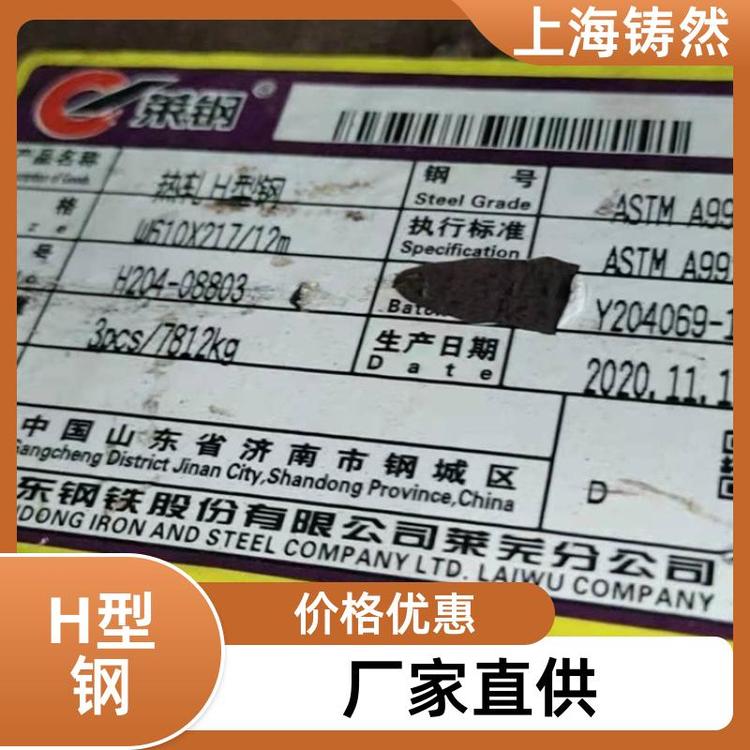 上海铸然
莱钢®
产品名称
热轧 H型钢
钢 号
Steel Grade
ASTM A99
格
W610X217/12m
执行标准
Specification
ASTM A99
号
H204-08803
Y204069-1
3pcs/7812kg
生产日期
Date
2020.11.1
中国山东省济南市钢城区
Gangcheng District Jinan City,Shandong Province,China
D
东钢铁股份有限公司莱芜分公司
NDONG IRON AND STEEL COMPANY LTD. LAIWU COMPANY
H型
钢
价格优惠
厂家直供